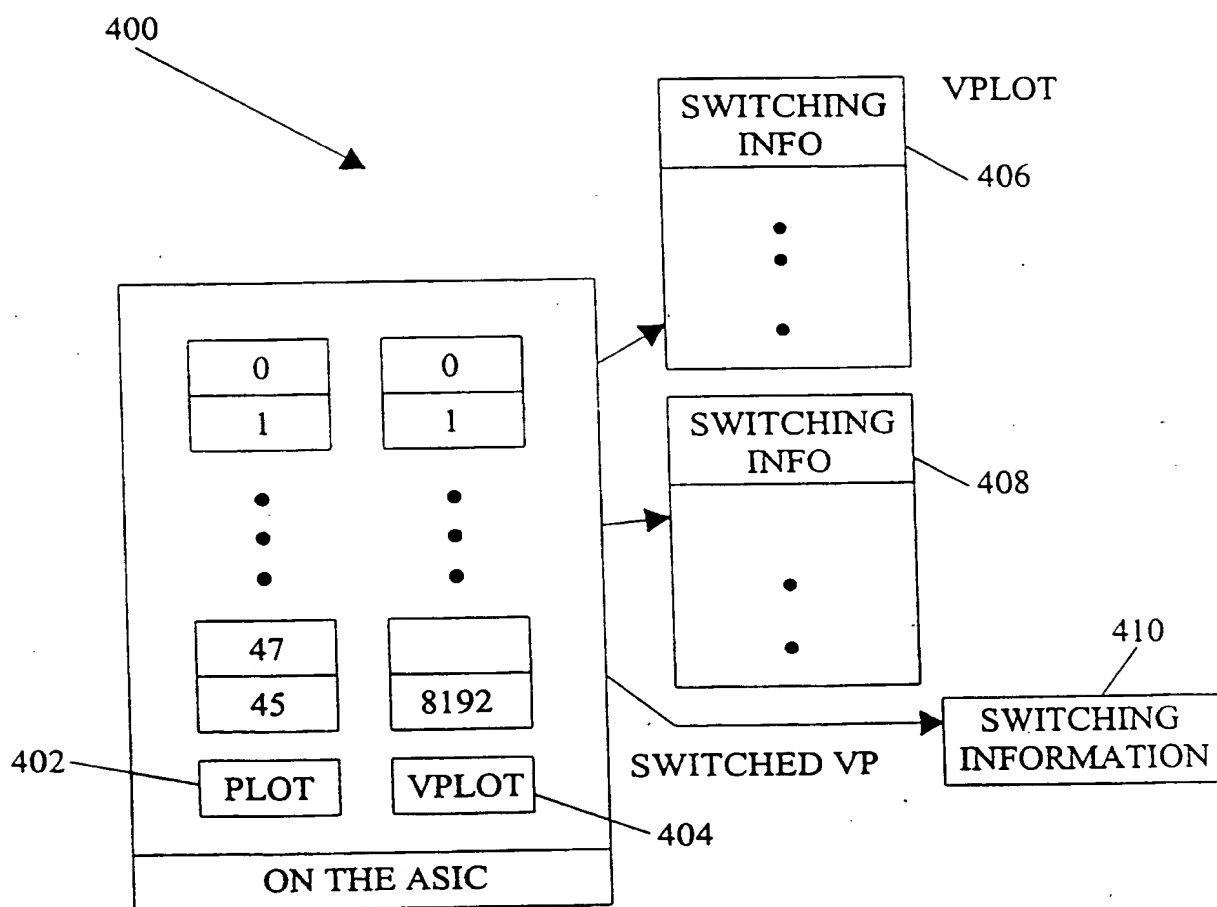 400
SWITCHING
INFO
VPLOT
406
0
1
0
1
SWITCHING
INFO
408
47
45
8192
410
SWITCHING
INFORMATION
SWITCHED VP
402
PLOT
VPLOT
404
ON THE ASIC